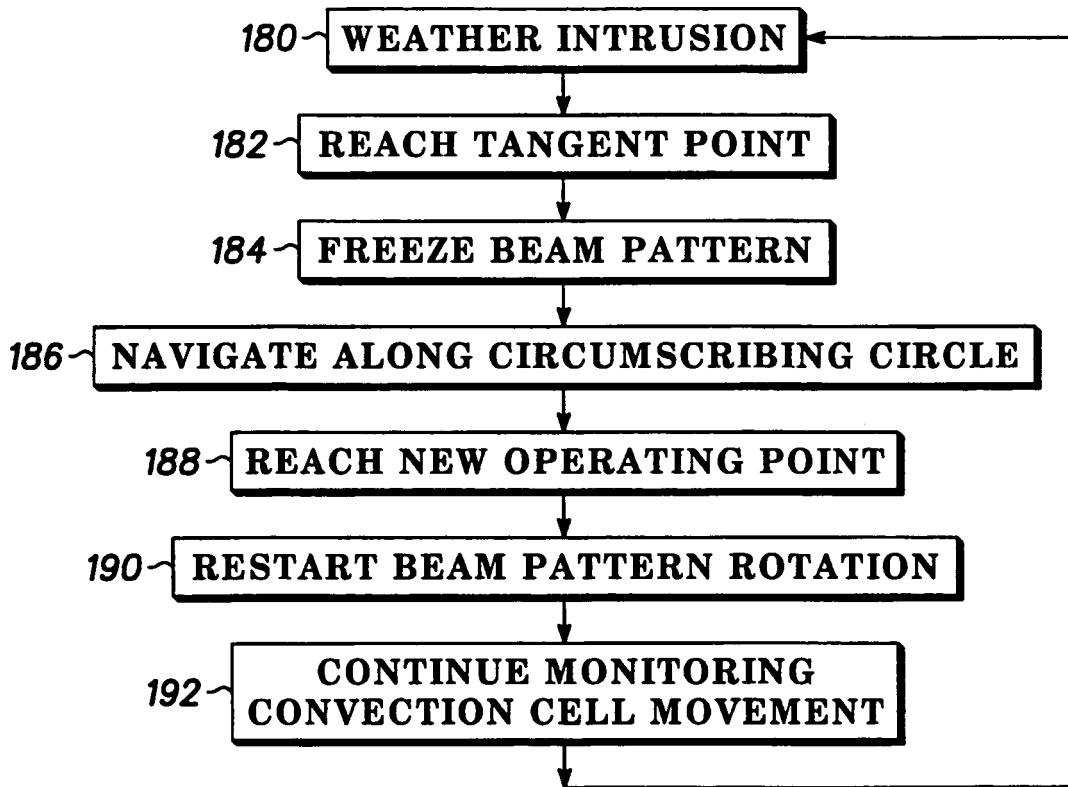 180 WEATHER INTRUSION
182 REACH TANGENT POINT
184 FREEZE BEAM PATTERN
186 NAVIGATE ALONG CIRCUMSCRIBING CIRCLE
188 REACH NEW OPERATING POINT
190 RESTART BEAM PATTERN ROTATION
192 CONTINUE MONITORING
CONVECTION CELL MOVEMENT